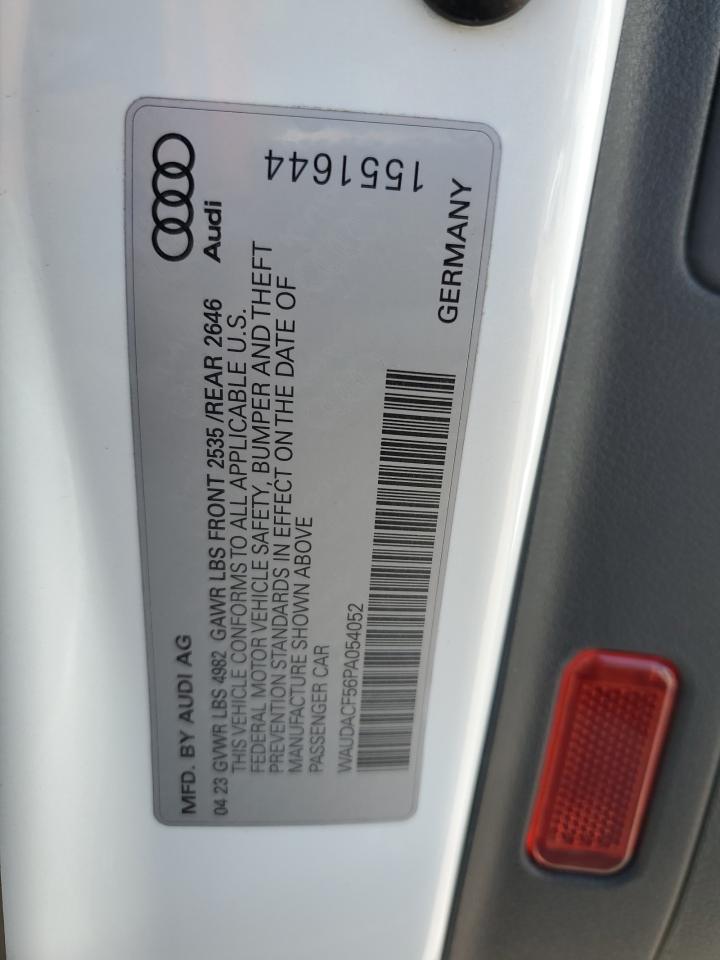 MFD. BY AUDI AG
Audi
04 23 GVWR LBS 4982 GAWR LBS FRONT 2535 /REAR 2646
THIS VEHICLE CONFORMS TO ALL APPLICABLE U.S.
FEDERAL MOTOR VEHICLE SAFETY, BUMPER AND THEFT
PREVENTION STANDARDS IN EFFECT ON THE DATE OF
MANUFACTURE SHOWN ABOVE
PASSENGER CAR
WAUDACF56PA054052
GERMANY
1551644